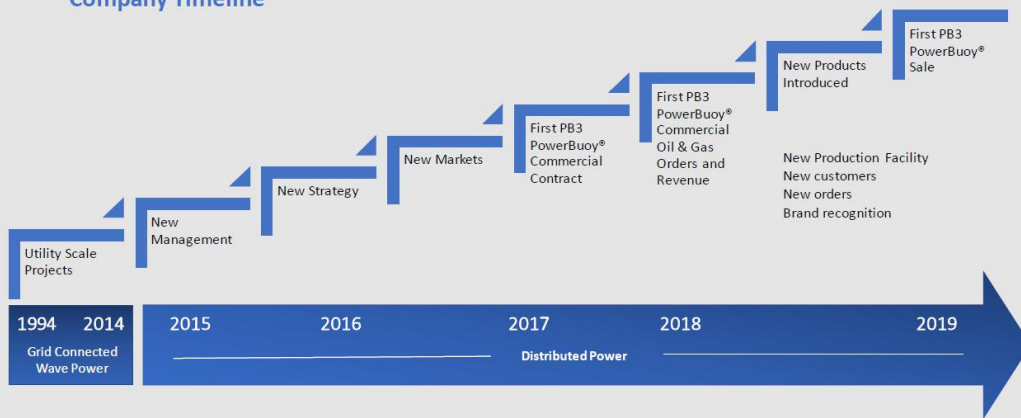 Company Timeline
Utility Scale
Projects
New
Management
New Strategy
New Markets
First PB3
PowerBuoy®
Commercial
Contract
First PB3
PowerBuoy®
Commercial
Oil & Gas
Orders and
Revenue
New Products
Introduced
First PB3
PowerBuoy®
Sale
New Production Facility
New customers
New orders
Brand recognition
1994 2014 2015 2016 2017 2018 2019
Grid Connected
Wave Power
Distributed Power